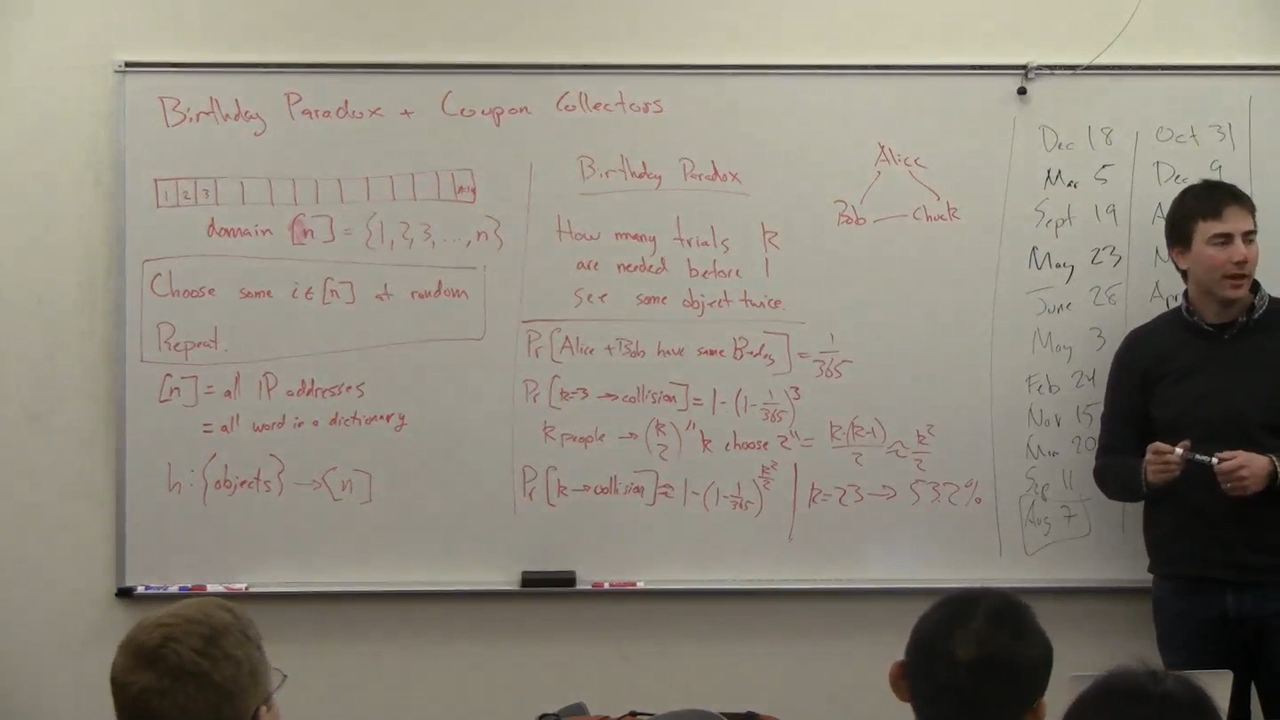 Birthday Paradox + Coupon Collectors
1 2 3
domain [n] = {1,2,3,...,n}
Choose some i∈[n] at random
Repeat.
[n] = all IP addresses
= all word in a dictionary
h: {objects} → [n]
Birthday Paradox
How many trials k
are needed before I
see some object twice.
Alice
Bob — Chuck
Pr[Alice + Bob have same B-day] = 1/365
Pr[k=3 → collision] = 1-(1-1/365)^3
k people → (k 2) "k choose 2" = k·(k-1)/2 ≈ k²/2
Pr[k → collision] ≈ 1-(1-1/365)^(k²/2) | k=23 → 53.2%
Dec 18
Mar 5
Sept 19
May 23
June 28
May 3
Feb 24
Nov 15
Mar 20
Sep 11
Aug 7
Oct 31
Dec 9